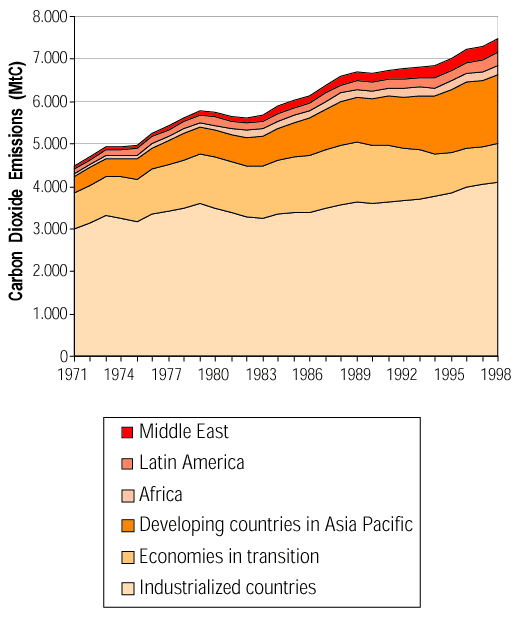 Carbon Dioxide Emissions (MtC)
8.000
7.000
6.000
5.000
4.000
3.000
2.000
1.000
0
1971 1974 1977 1980 1983 1986 1989 1992 1995 1998
Middle East
Latin America
Africa
Developing countries in Asia Pacific
Economies in transition
Industrialized countries